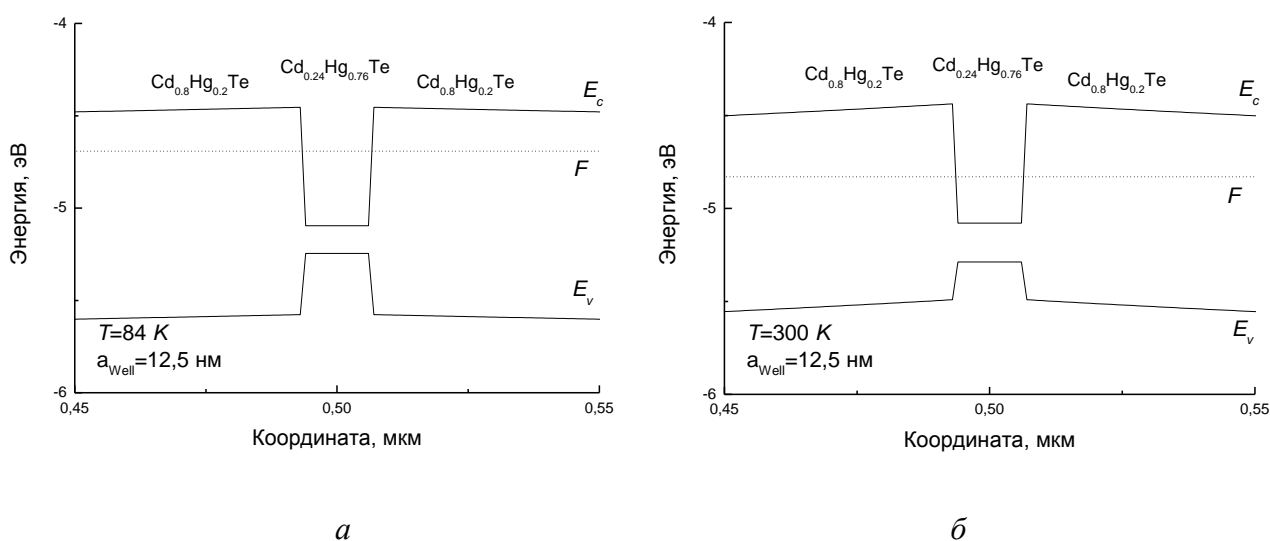 -4
Cd0.8Hg0.2Te
Cd0.24Hg0.76Te
Cd0.8Hg0.2Te
Ec
F
-5
Энергия, эВ
Ev
T=84 K
aWell=12,5 нм
-6
0,45
0,50
0,55
Координата, мкм
а
-4
Cd0.8Hg0.2Te
Cd0.24Hg0.76Te
Cd0.8Hg0.2Te
Ec
F
-5
Энергия, эВ
Ev
T=300 K
aWell=12,5 нм
-6
0,45
0,50
0,55
Координата, мкм
б